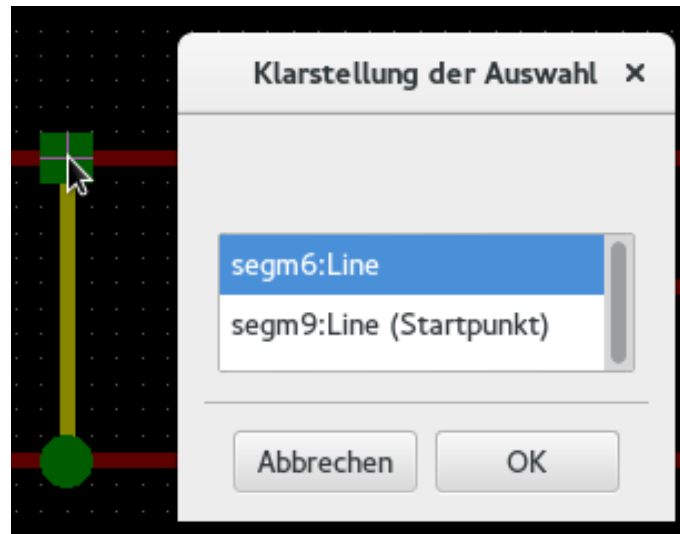 Klarstellung der Auswahl
segm6:Line
segm9:Line (Startpunkt)
Abbrechen
OK